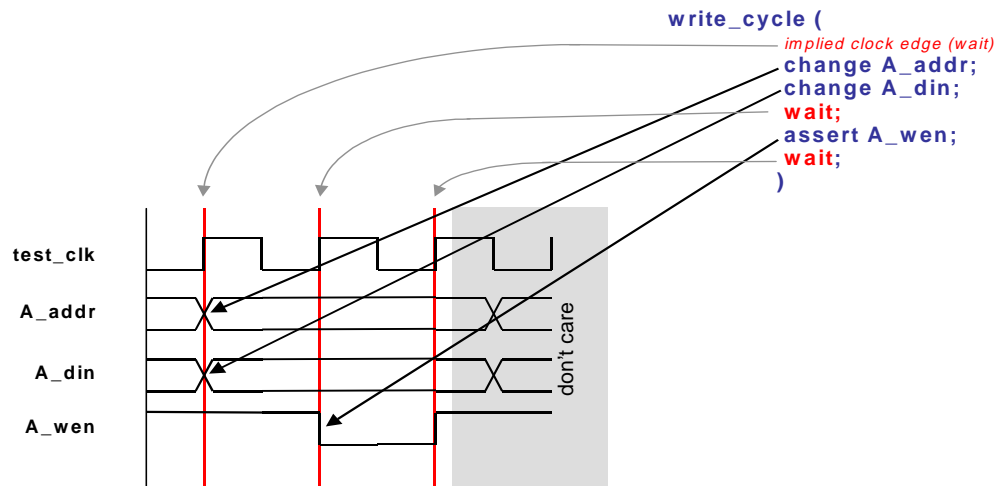 write_cycle (
implied clock edge (wait)
change A_addr;
change A_din;
wait;
assert A_wen;
wait;
)
test_clk
A_addr
A_din
A_wen
don't care